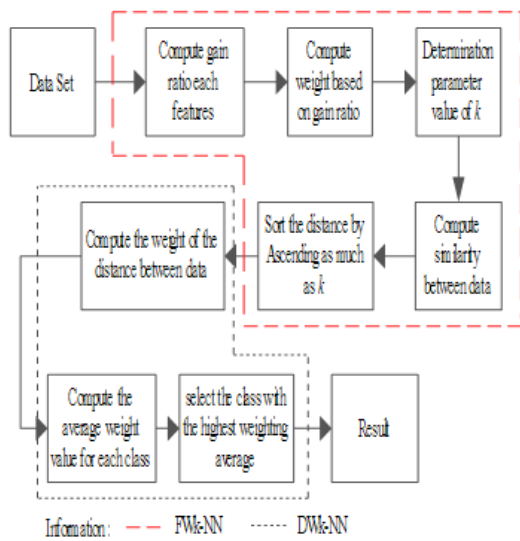 Data Set
Compute gain
ratio each
features
Compute
weight based
on gain ratio
Determination
parameter
value of k
Compute
similarity
between data
Sort the distance by
Ascending as much
as k
Compute the weight of the
distance between data
Compute the
average weight
value for each class
select the class with
the highest weighting
average
Result
Information : FWk-NN DWk-NN